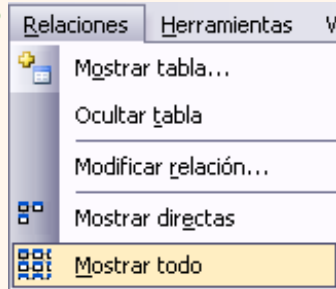 Relaciones Herramientas
Mostrar tabla...
Ocultar tabla
Modificar relación...
Mostrar directas
Mostrar todo